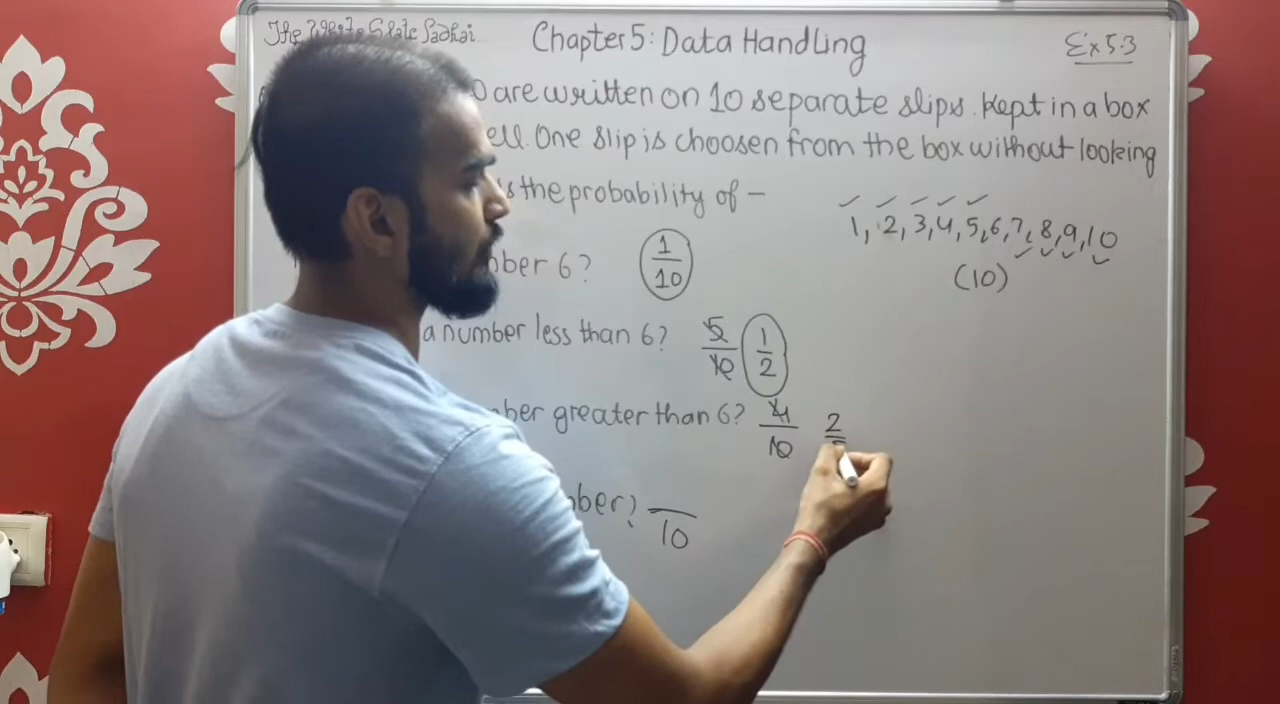 The White Slate Padhai
Chapter 5: Data Handling
Ex 5.3
0 are written on 10 separate slips. Kept in a box
ell. One slip is choosen from the box without looking
s the probability of -
1, 2, 3, 4, 5, 6, 7, 8, 9, 10
(10)
ber 6? 1/10
a number less than 6? 5/10 1/2
ber greater than 6? 4/10 2
ber? /10